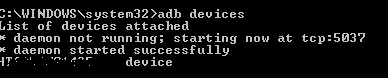 C:\WINDOWS\system32>adb devices
List of devices attached
* daemon not running; starting now at tcp:5037
* daemon started successfully
device